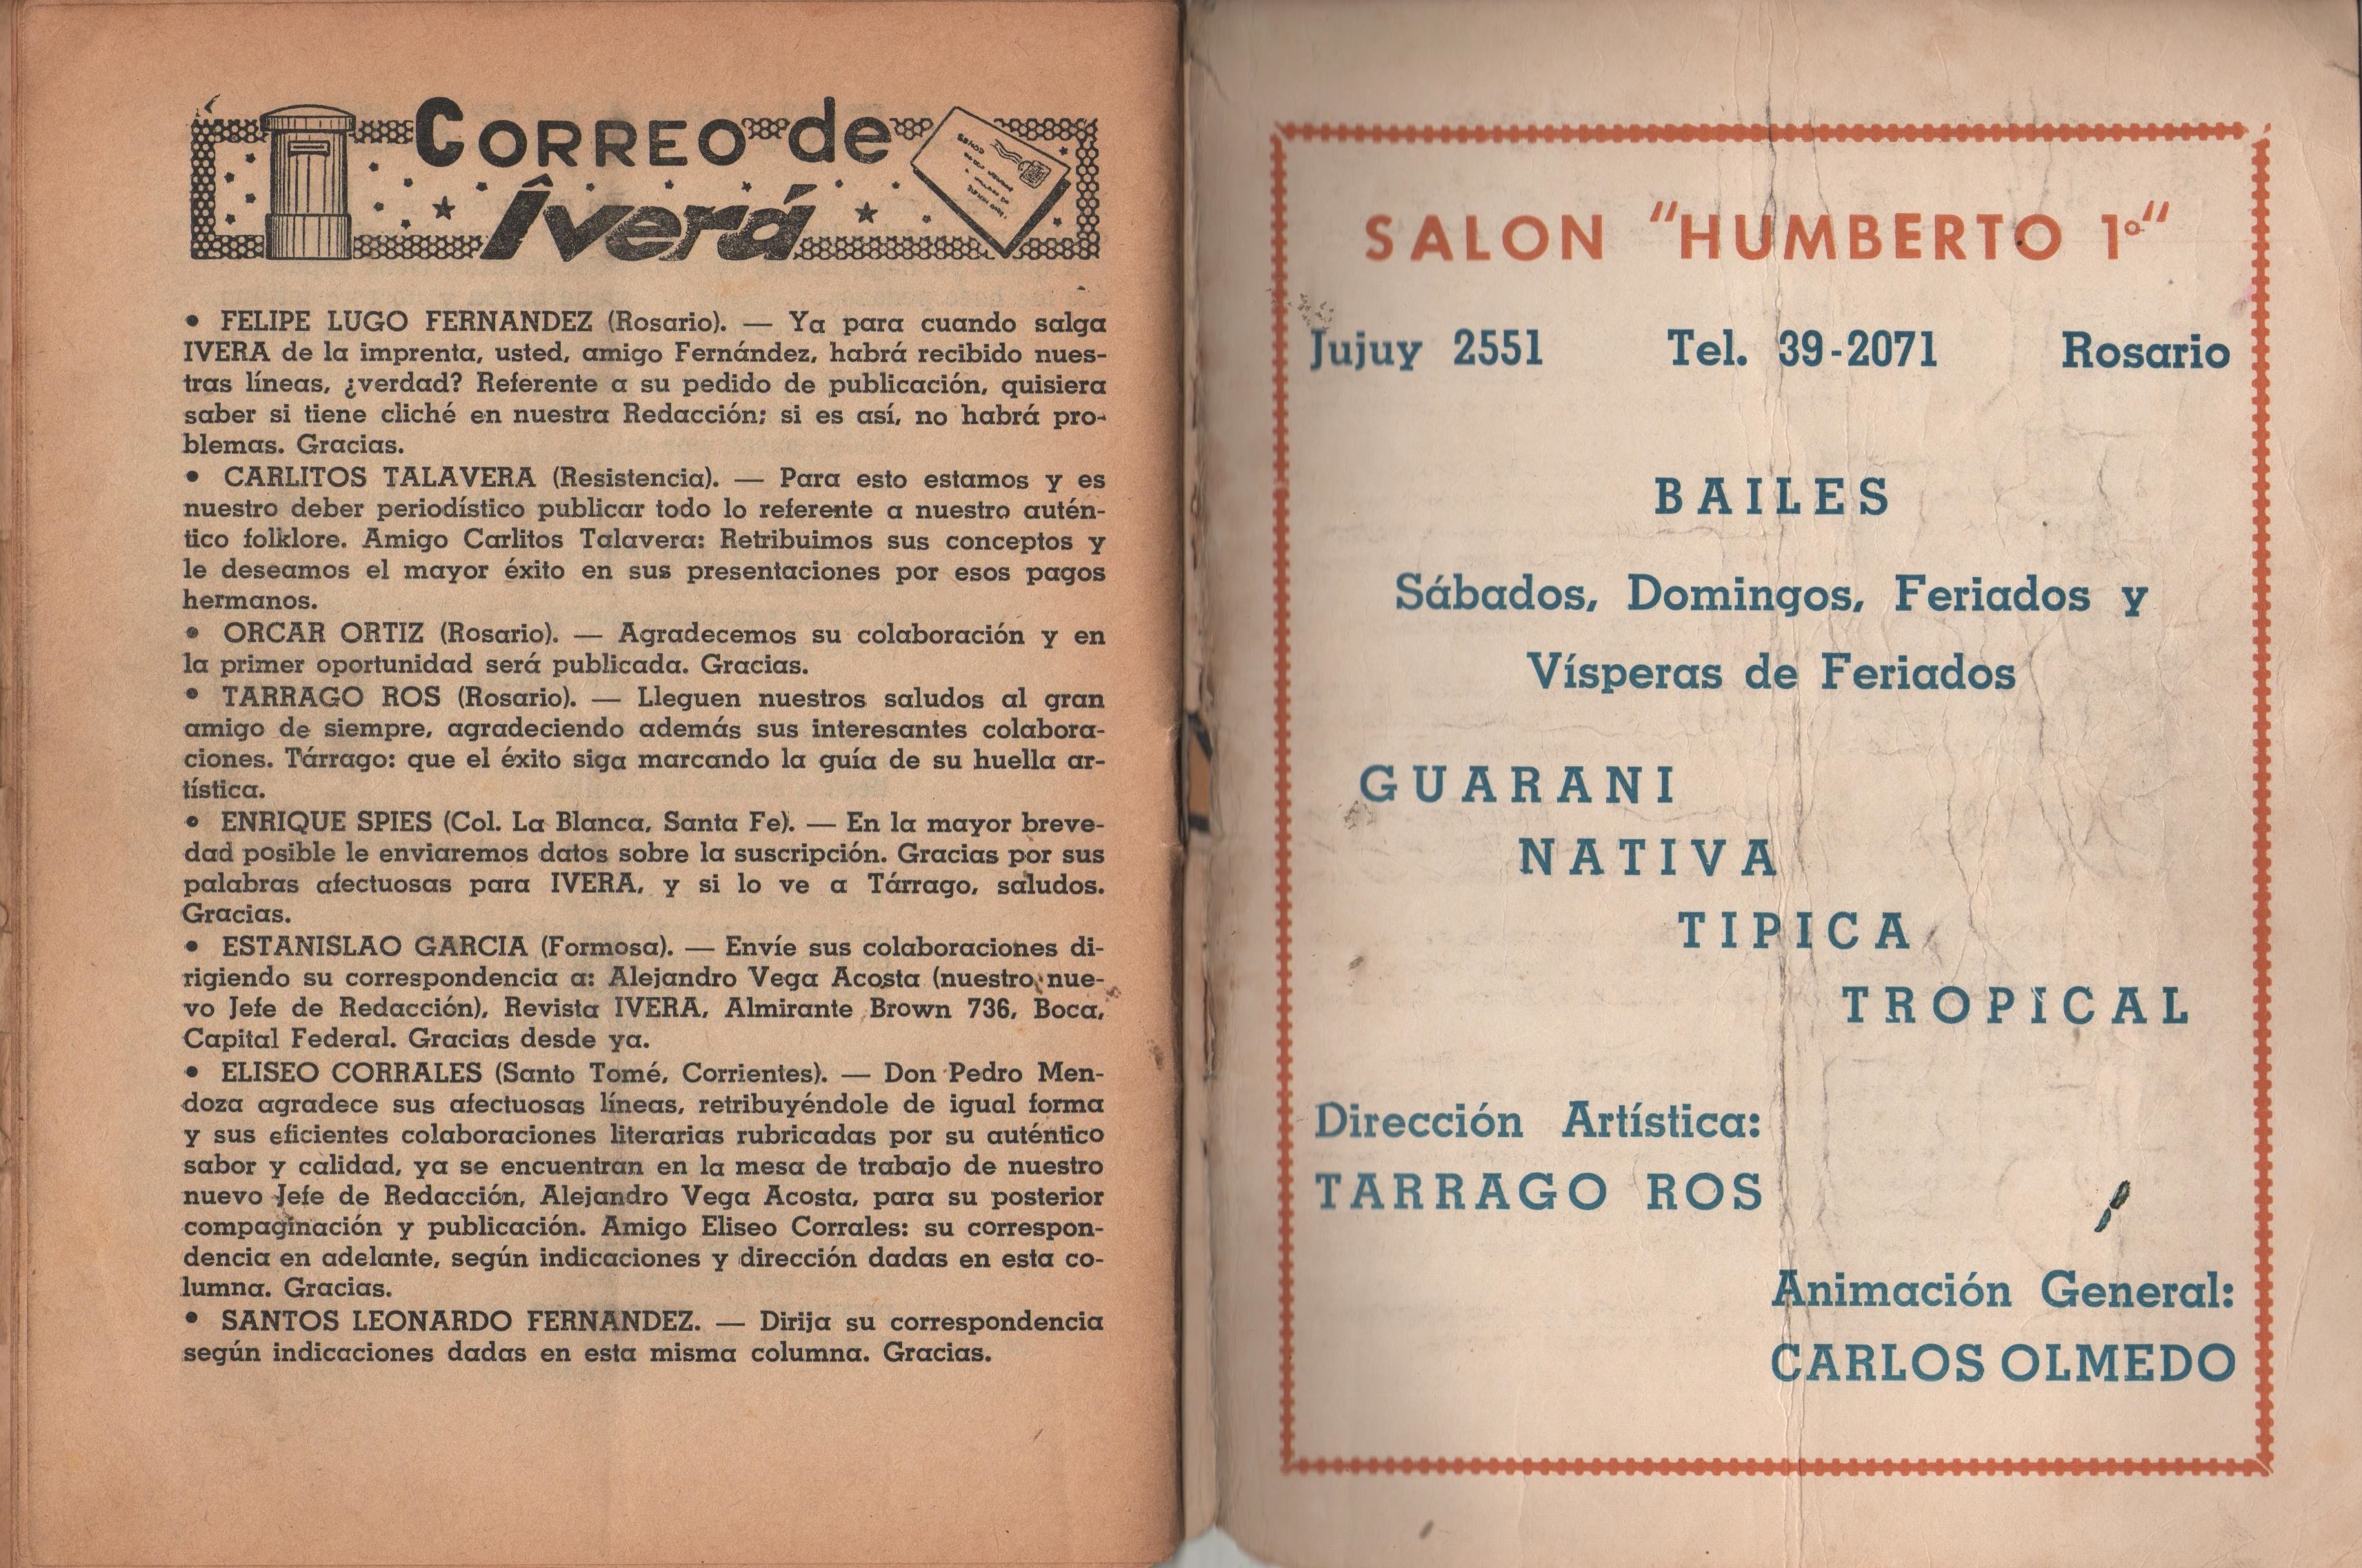 CORREO de
Îverá
• FELIPE LUGO FERNANDEZ (Rosario). — Ya para cuando salga
IVERA de la imprenta, usted, amigo Fernández, habrá recibido nues-
tras líneas, ¿verdad? Referente a su pedido de publicación, quisiera
saber si tiene cliché en nuestra Redacción; si es así, no habrá pro-
blemas. Gracias.
• CARLITOS TALAVERA (Resistencia). — Para esto estamos y es
nuestro deber periodístico publicar todo lo referente a nuestro autén-
tico folklore. Amigo Carlitos Talavera: Retribuimos sus conceptos y
le deseamos el mayor éxito en sus presentaciones por esos pagos
hermanos.
• ORCAR ORTIZ (Rosario). — Agradecemos su colaboración y en
la primer oportunidad será publicada. Gracias.
• TARRAGO ROS (Rosario). — Lleguen nuestros saludos al gran
amigo de siempre, agradeciendo además sus interesantes colabora-
ciones. Tárrago: que el éxito siga marcando la guía de su huella ar-
tística.
• ENRIQUE SPIES (Col. La Blanca, Santa Fe). — En la mayor breve-
dad posible le enviaremos datos sobre la suscripción. Gracias por sus
palabras afectuosas para IVERA, y si lo ve a Tárrago, saludos.
Gracias.
• ESTANISLAO GARCIA (Formosa). — Envíe sus colaboraciones di-
rigiendo su correspondencia a: Alejandro Vega Acosta (nuestro nue-
vo Jefe de Redacción), Revista IVERA, Almirante Brown 736, Boca,
Capital Federal. Gracias desde ya.
• ELISEO CORRALES (Santo Tomé, Corrientes). — Don Pedro Men-
doza agradece sus afectuosas líneas, retribuyéndole de igual forma
y sus eficientes colaboraciones literarias rubricadas por su auténtico
sabor y calidad, ya se encuentran en la mesa de trabajo de nuestro
nuevo Jefe de Redacción, Alejandro Vega Acosta, para su posterior
compaginación y publicación. Amigo Eliseo Corrales: su correspon-
dencia en adelante, según indicaciones y dirección dadas en esta co-
lumna. Gracias.
• SANTOS LEONARDO FERNANDEZ. — Dirija su correspondencia
según indicaciones dadas en esta misma columna. Gracias.
SALON "HUMBERTO 1º"
Jujuy 2551 Tel. 39-2071 Rosario
BAILES
Sábados, Domingos, Feriados y
Vísperas de Feriados
GUARANI
NATIVA
TIPICA
TROPICAL
Dirección Artística:
TARRAGO ROS
Animación General:
CARLOS OLMEDO